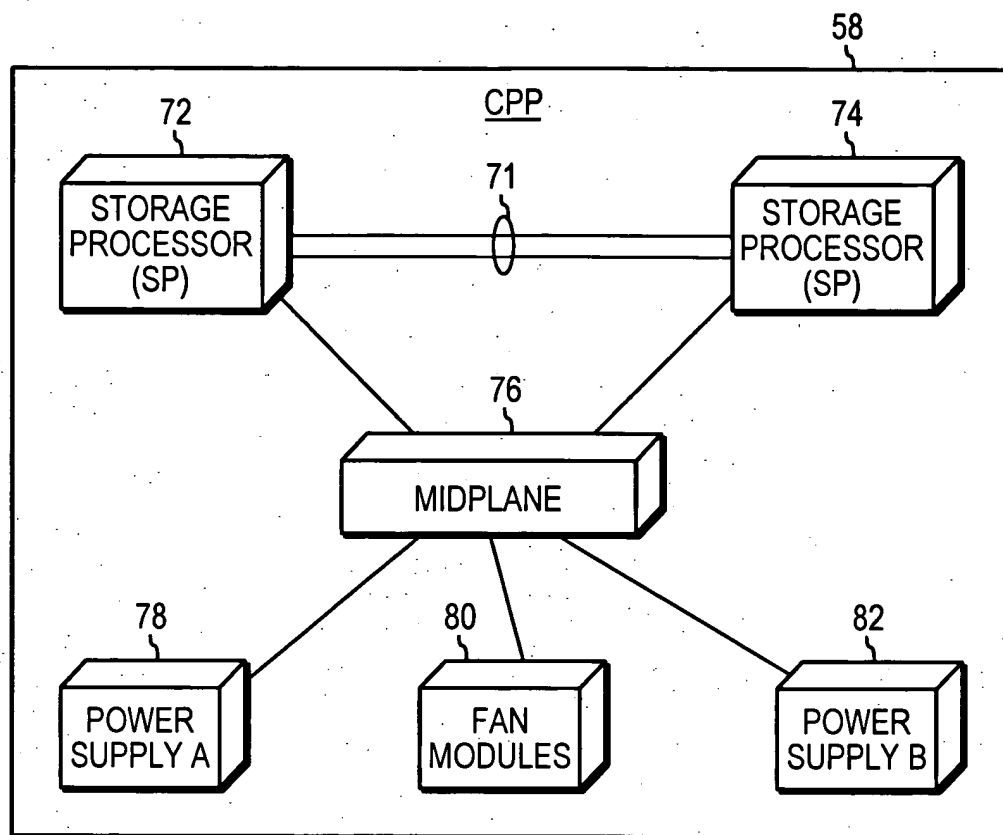 58
CPP
72
74
71
STORAGE
PROCESSOR
(SP)
STORAGE
PROCESSOR
(SP)
76
MIDPLANE
78
80
82
POWER
SUPPLY A
FAN
MODULES
POWER
SUPPLY B